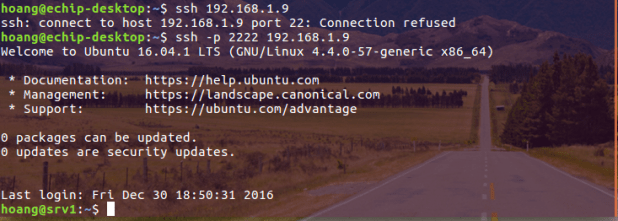 hoang@echip-desktop:~$ ssh 192.168.1.9
ssh: connect to host 192.168.1.9 port 22: Connection refused
hoang@echip-desktop:~$ ssh -p 2222 192.168.1.9
Welcome to Ubuntu 16.04.1 LTS (GNU/Linux 4.4.0-57-generic x86_64)
* Documentation:  https://help.ubuntu.com
* Management:     https://landscape.canonical.com
* Support:        https://ubuntu.com/advantage
0 packages can be updated.
0 updates are security updates.
Last login: Fri Dec 30 18:50:31 2016
hoang@srv1:~$